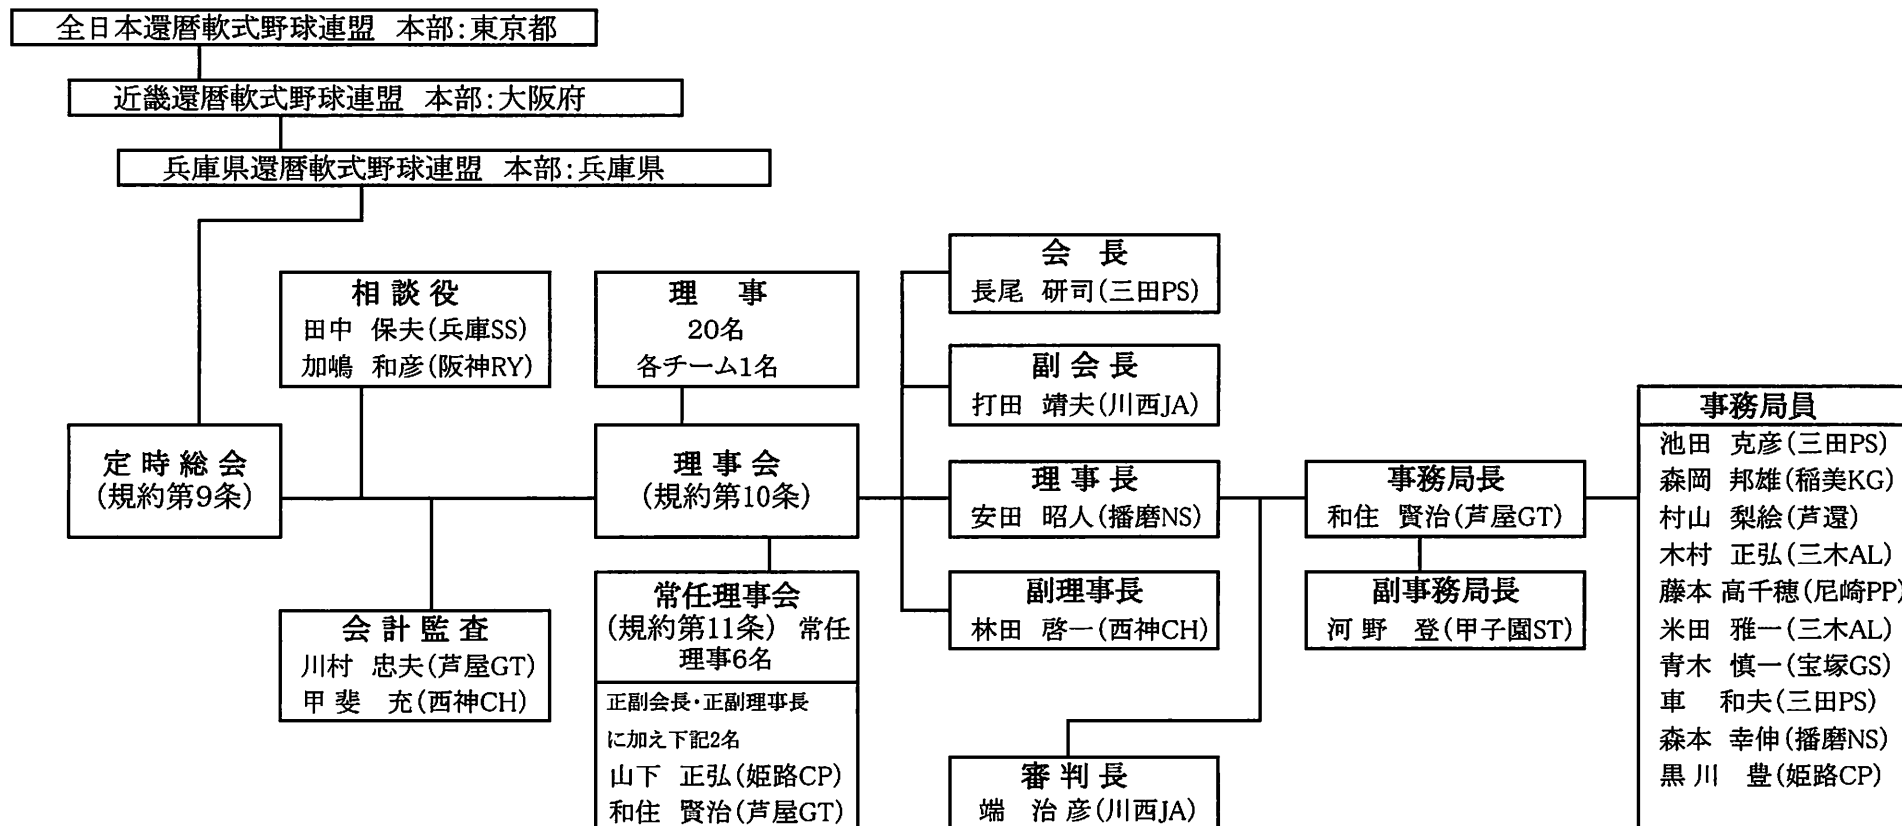 全日本還暦軟式野球連盟 本部:東京都
近畿還暦軟式野球連盟 本部:大阪府
兵庫県還暦軟式野球連盟 本部:兵庫県
定時総会
(規約第9条)
相談役
田中 保夫(兵庫SS)
加嶋 和彦(阪神RY)
会計監査
川村 忠夫(芦屋GT)
甲斐 充(西神CH)
理 事
20名
各チーム1名
理事会
(規約第10条)
常任理事会
(規約第11条) 常任
理事6名
正副会長・正副理事長
に加え下記2名
山下 正弘(姫路CP)
和住 賢治(芦屋GT)
会 長
長尾 研司(三田PS)
副会長
打田 靖夫(川西JA)
理事長
安田 昭人(播磨NS)
副理事長
林田 啓一(西神CH)
審判長
端 治彦(川西JA)
事務局長
和住 賢治(芦屋GT)
副事務局長
河野 登(甲子園ST)
事務局員
池田 克彦(三田PS)
森岡 邦雄(稲美KG)
村山 梨絵(芦還)
木村 正弘(三木AL)
藤本 高千穂(尼崎PP)
米田 雅一(三木AL)
青木 慎一(宝塚GS)
車 和夫(三田PS)
森本 幸伸(播磨NS)
黒川 豊(姫路CP)